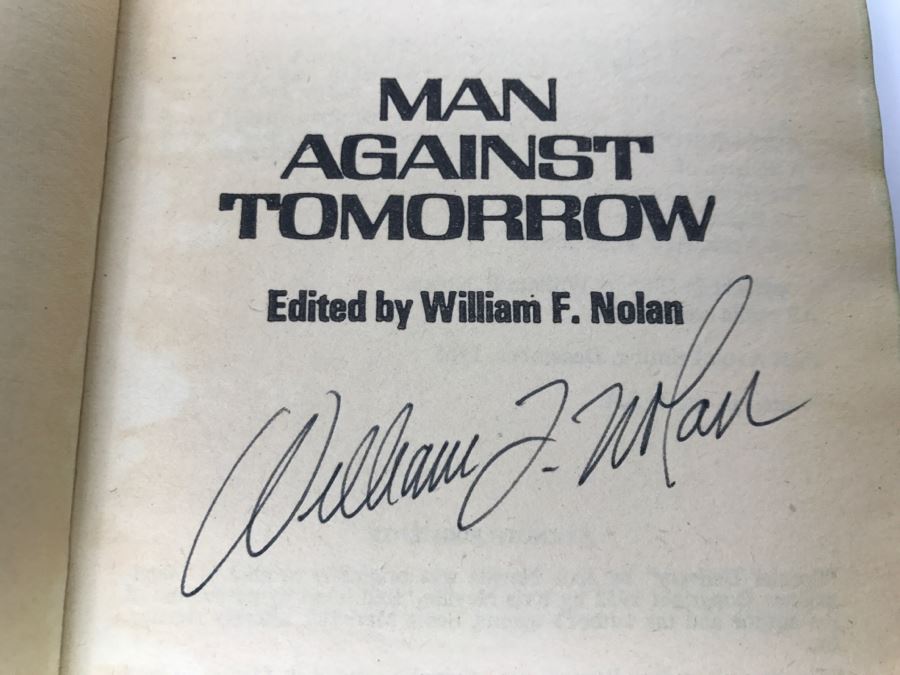 MAN
AGAINST
TOMORROW
Edited by William F. Nolan
William F. Nolan